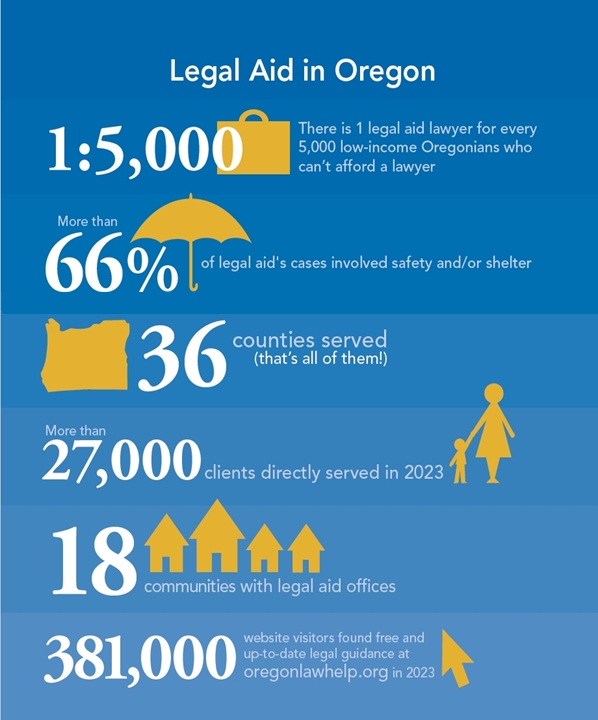 Legal Aid in Oregon
1:5,000
There is 1 legal aid lawyer for every
5,000 low-income Oregonians who
can't afford a lawyer
More than
66%
of legal aid's cases involved safety and/or shelter
36
counties served
(that's all of them!)
More than
27,000
clients directly served in 2023
18
communities with legal aid offices
381,000
website visitors found free and
up-to-date legal guidance at
oregonlawhelp.org in 2023